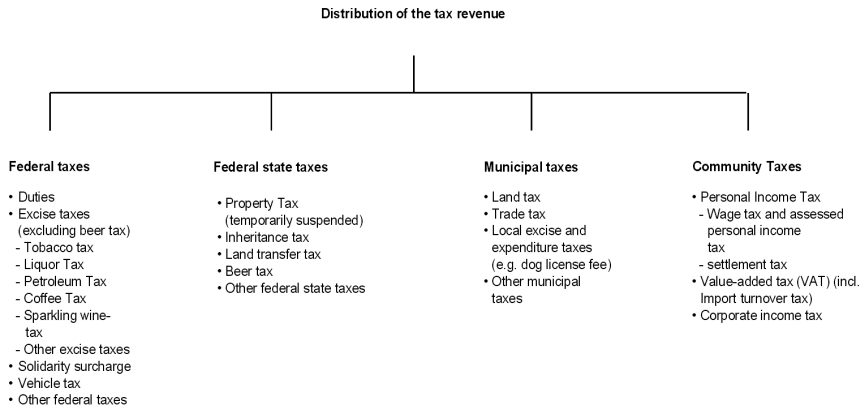 Distribution of the tax revenue
Federal taxes
• Duties
• Excise taxes
(excluding beer tax)
- Tobacco tax
- Liquor Tax
- Petroleum Tax
- Coffee Tax
- Sparkling wine-
tax
- Other excise taxes
• Solidarity surcharge
• Vehicle tax
• Other federal taxes
Federal state taxes
• Property Tax
(temporarily suspended)
• Inheritance tax
• Land transfer tax
• Beer tax
• Other federal state taxes
Municipal taxes
• Land tax
• Trade tax
• Local excise and
expenditure taxes
(e.g. dog license fee)
• Other municipal
taxes
Community Taxes
• Personal Income Tax
- Wage tax and assessed
personal income
tax
- settlement tax
• Value-added tax (VAT) (incl.
Import turnover tax)
• Corporate income tax